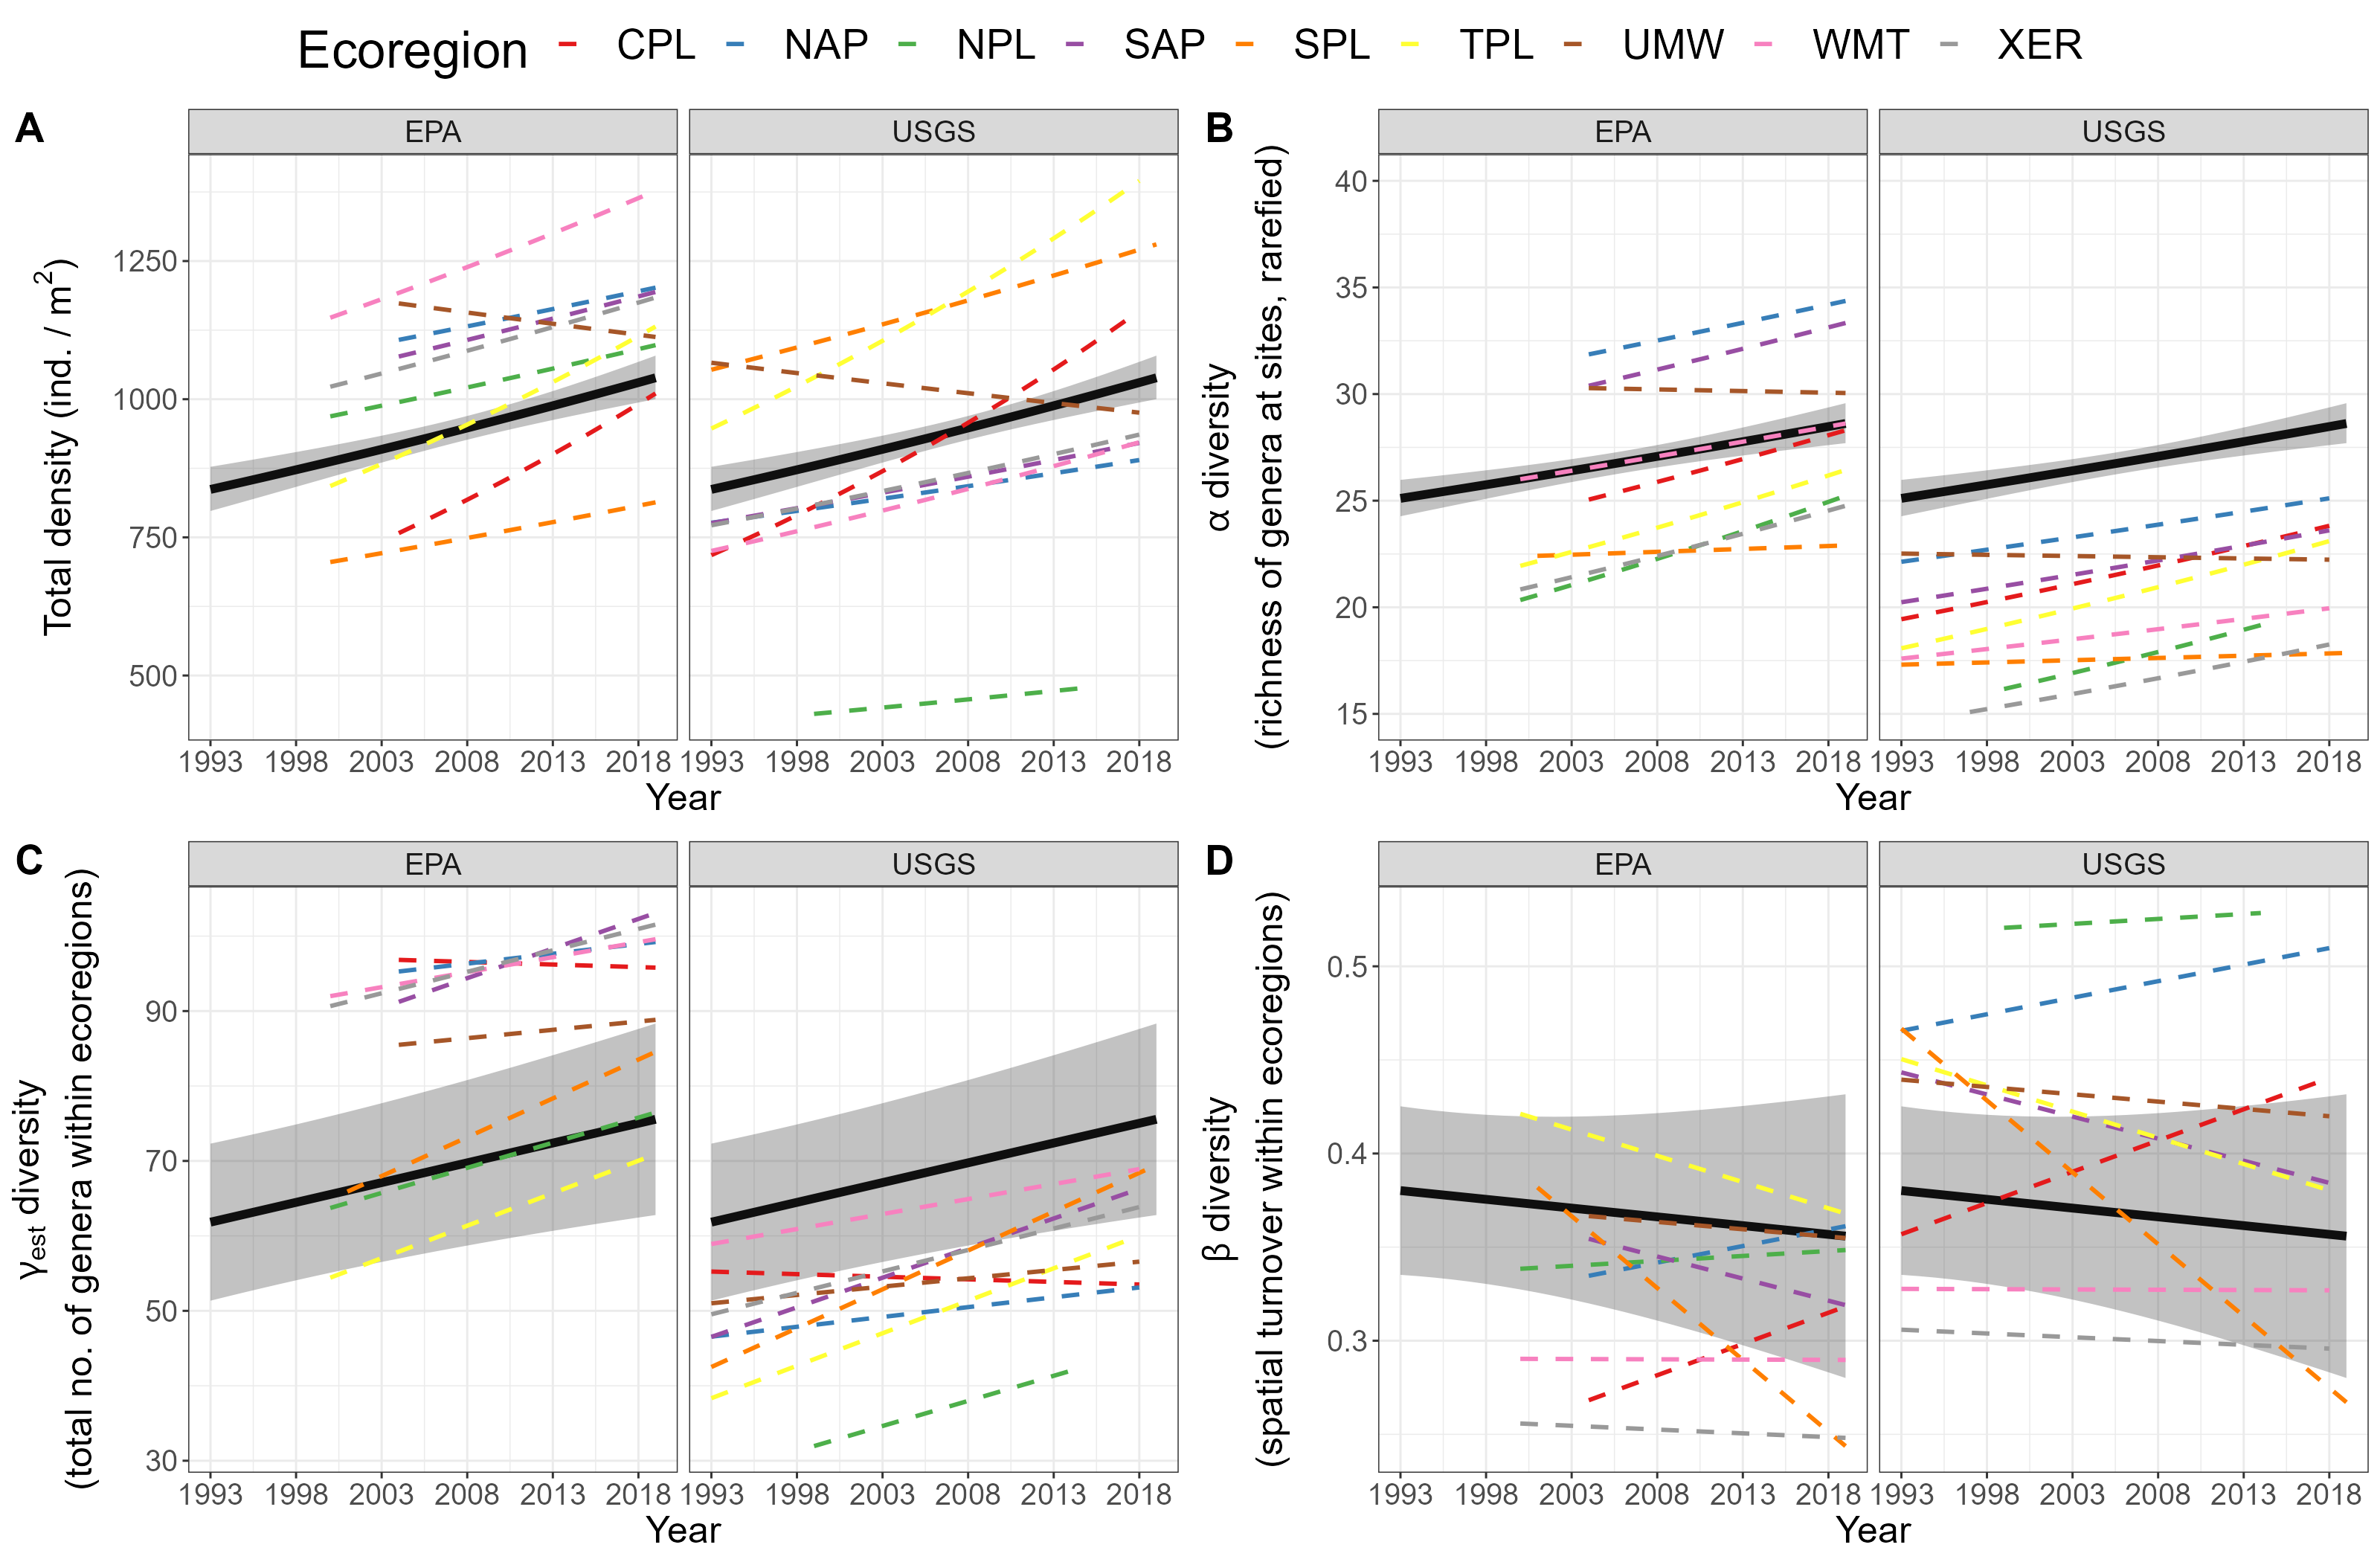 Ecoregion CPL NAP NPL SAP SPL TPL UMW WMT XER
A
EPA
USGS
Total density (ind. / m²)
1250
1000
750
500
1993 1998 2003 2008 2013 2018
1993 1998 2003 2008 2013 2018
Year
B
EPA
USGS
α diversity
(richness of genera at sites, rarefied)
40
35
30
25
20
15
1993 1998 2003 2008 2013 2018
1993 1998 2003 2008 2013 2018
Year
C
EPA
USGS
γest diversity
(total no. of genera within ecoregions)
90
70
50
30
1993 1998 2003 2008 2013 2018
1993 1998 2003 2008 2013 2018
Year
D
EPA
USGS
β diversity
(spatial turnover within ecoregions)
0.5
0.4
0.3
1993 1998 2003 2008 2013 2018
1993 1998 2003 2008 2013 2018
Year